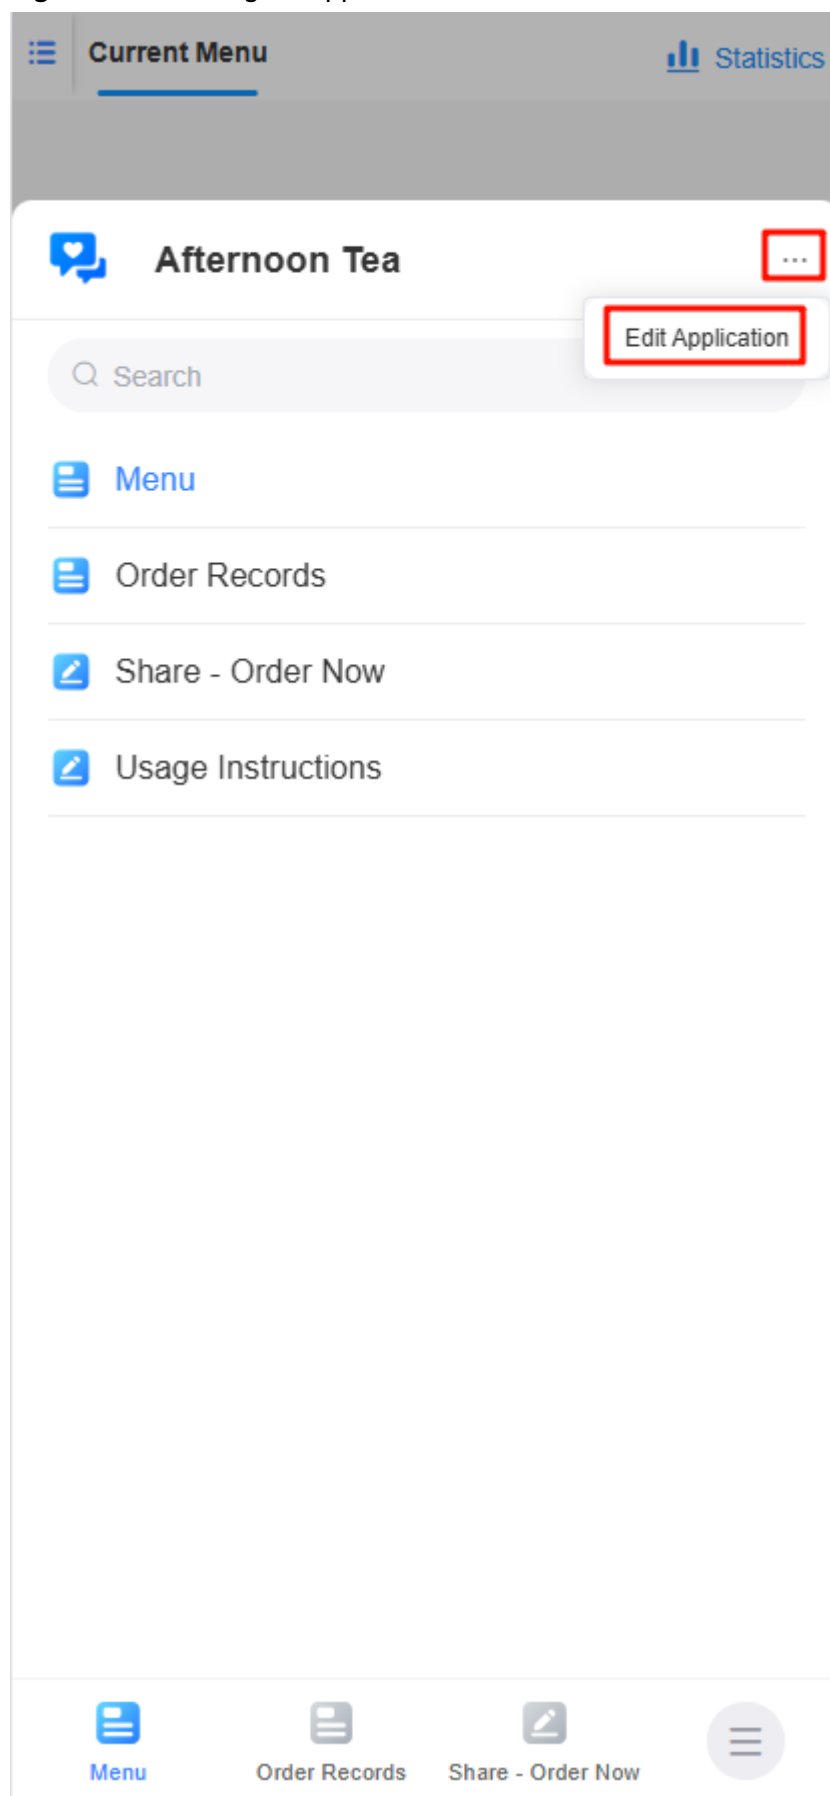 Current Menu
Statistics
Afternoon Tea
...
Edit Application
Search
Menu
Order Records
Share - Order Now
Usage Instructions
Menu
Order Records
Share - Order Now